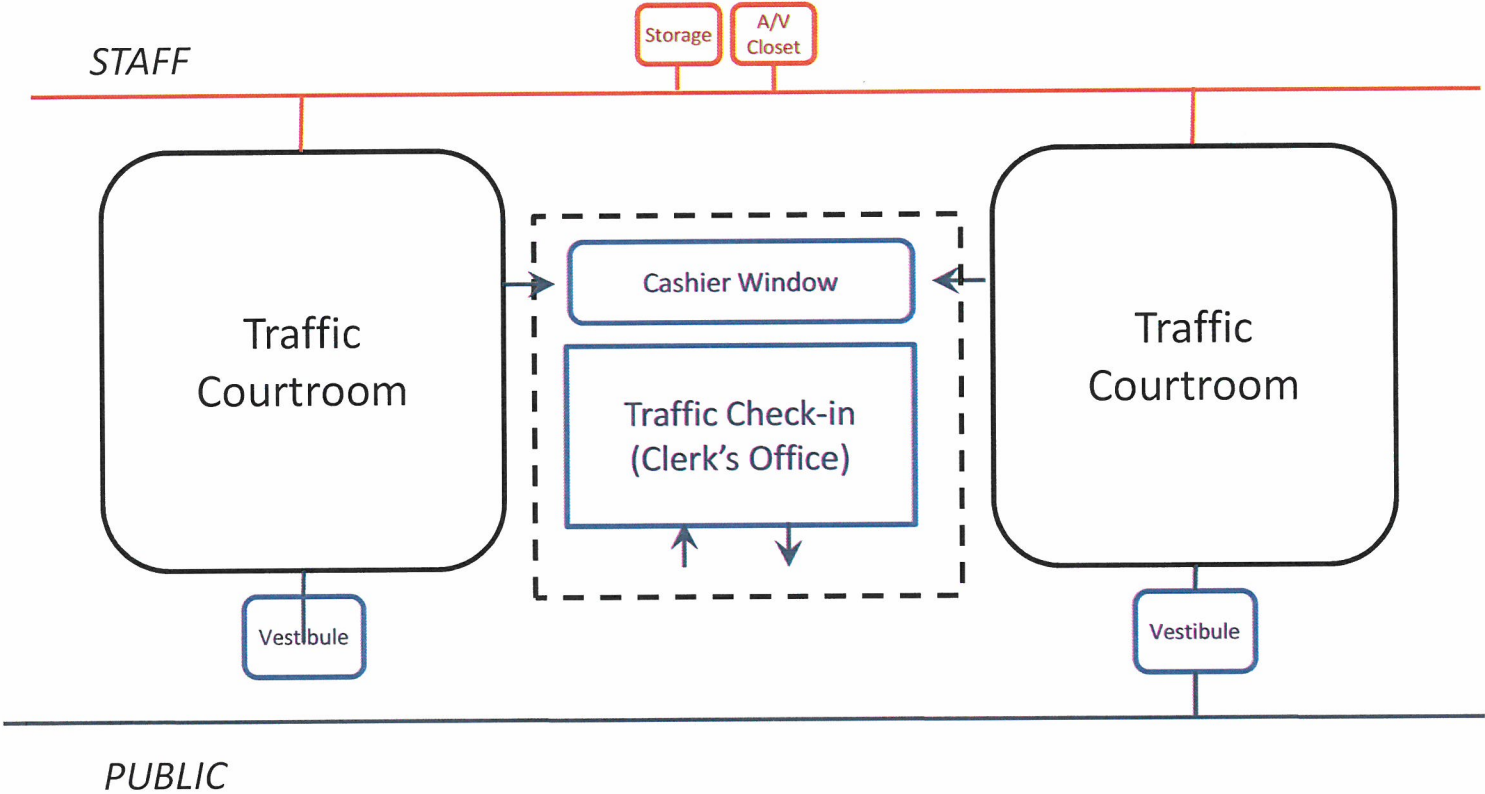 Storage
A/V
Closet
STAFF
Traffic
Courtroom
Cashier Window
Traffic Check-in
(Clerk’s Office)
Traffic
Courtroom
Vestibule
Vestibule
PUBLIC